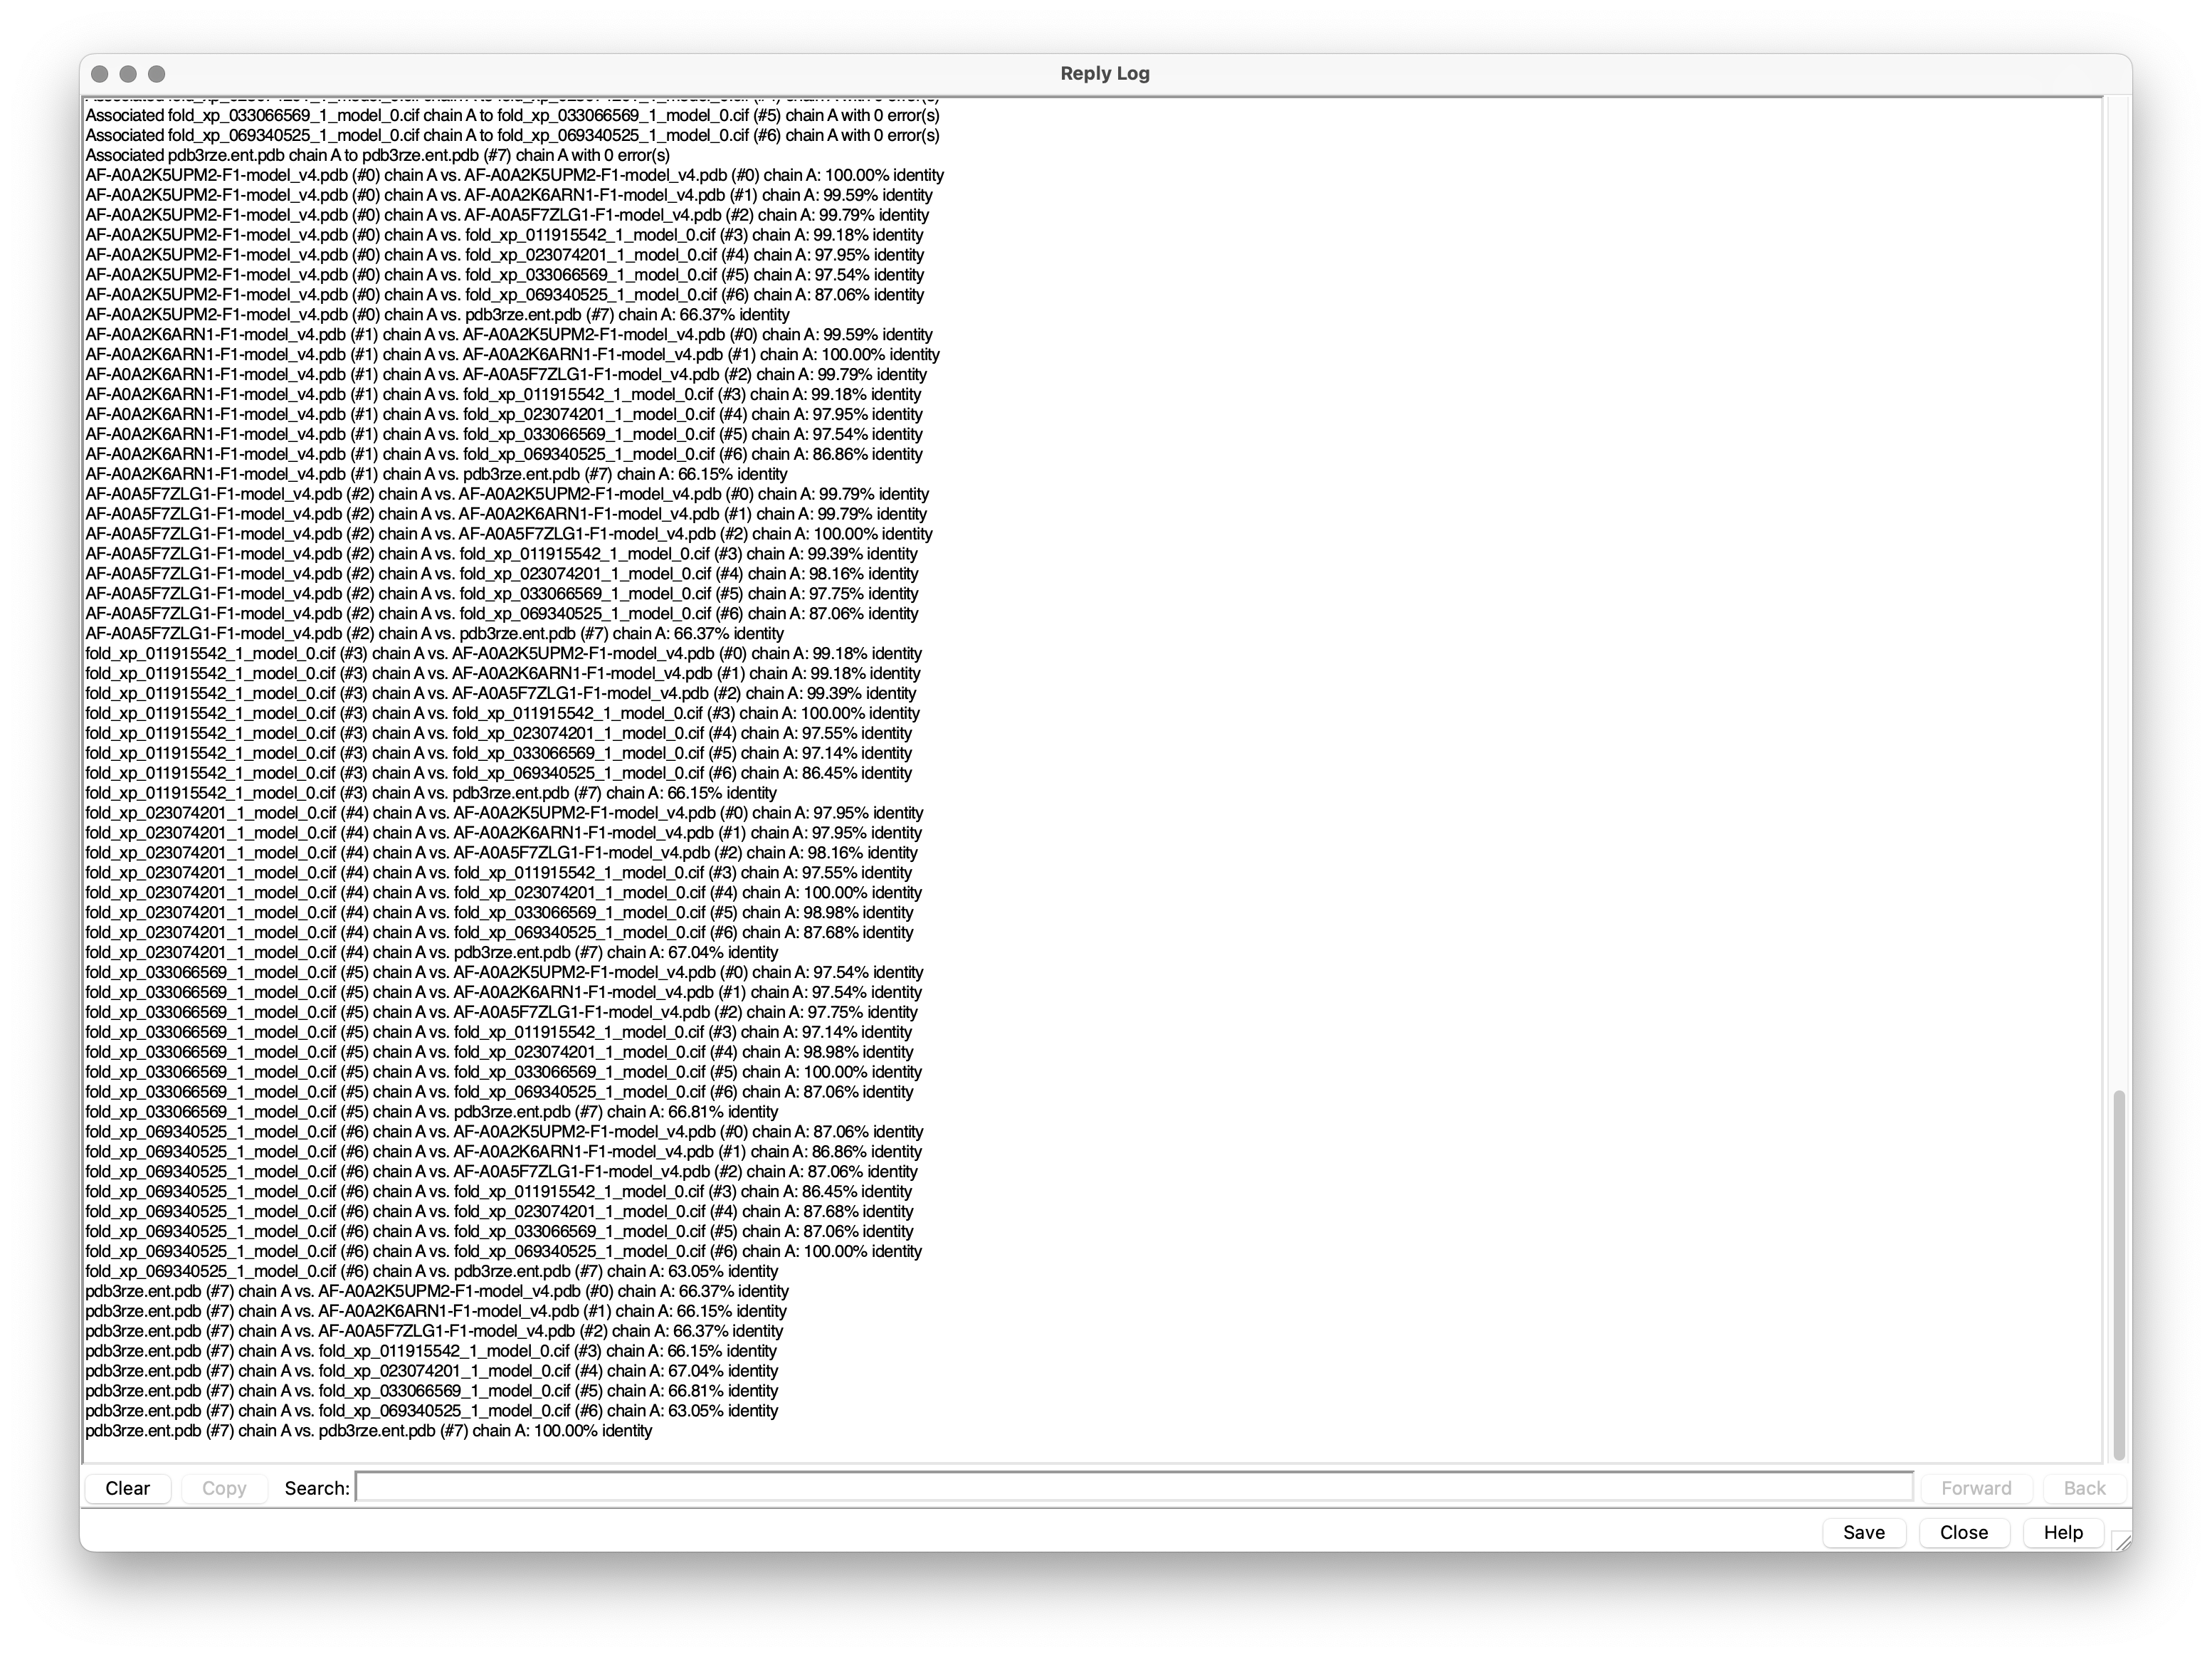 Reply Log
Associated fold_xp_033066569_1_model_0.cif chain A to fold_xp_033066569_1_model_0.cif (#5) chain A with 0 error(s)
Associated fold_xp_069340525_1_model_0.cif chain A to fold_xp_069340525_1_model_0.cif (#6) chain A with 0 error(s)
Associated pdb3rze.ent.pdb chain A to pdb3rze.ent.pdb (#7) chain A with 0 error(s)
AF-A0A2K5UPM2-F1-model_v4.pdb (#0) chain A vs. AF-A0A2K5UPM2-F1-model_v4.pdb (#0) chain A: 100.00% identity
AF-A0A2K5UPM2-F1-model_v4.pdb (#0) chain A vs. AF-A0A2K6ARN1-F1-model_v4.pdb (#1) chain A: 99.59% identity
AF-A0A2K5UPM2-F1-model_v4.pdb (#0) chain A vs. AF-A0A5F7ZLG1-F1-model_v4.pdb (#2) chain A: 99.79% identity
AF-A0A2K5UPM2-F1-model_v4.pdb (#0) chain A vs. fold_xp_011915542_1_model_0.cif (#3) chain A: 99.18% identity
AF-A0A2K5UPM2-F1-model_v4.pdb (#0) chain A vs. fold_xp_023074201_1_model_0.cif (#4) chain A: 97.95% identity
AF-A0A2K5UPM2-F1-model_v4.pdb (#0) chain A vs. fold_xp_033066569_1_model_0.cif (#5) chain A: 97.54% identity
AF-A0A2K5UPM2-F1-model_v4.pdb (#0) chain A vs. fold_xp_069340525_1_model_0.cif (#6) chain A: 87.06% identity
AF-A0A2K5UPM2-F1-model_v4.pdb (#0) chain A vs. pdb3rze.ent.pdb (#7) chain A: 66.37% identity
AF-A0A2K6ARN1-F1-model_v4.pdb (#1) chain A vs. AF-A0A2K5UPM2-F1-model_v4.pdb (#0) chain A: 99.59% identity
AF-A0A2K6ARN1-F1-model_v4.pdb (#1) chain A vs. AF-A0A2K6ARN1-F1-model_v4.pdb (#1) chain A: 100.00% identity
AF-A0A2K6ARN1-F1-model_v4.pdb (#1) chain A vs. AF-A0A5F7ZLG1-F1-model_v4.pdb (#2) chain A: 99.79% identity
AF-A0A2K6ARN1-F1-model_v4.pdb (#1) chain A vs. fold_xp_011915542_1_model_0.cif (#3) chain A: 99.18% identity
AF-A0A2K6ARN1-F1-model_v4.pdb (#1) chain A vs. fold_xp_023074201_1_model_0.cif (#4) chain A: 97.95% identity
AF-A0A2K6ARN1-F1-model_v4.pdb (#1) chain A vs. fold_xp_033066569_1_model_0.cif (#5) chain A: 97.54% identity
AF-A0A2K6ARN1-F1-model_v4.pdb (#1) chain A vs. fold_xp_069340525_1_model_0.cif (#6) chain A: 86.86% identity
AF-A0A2K6ARN1-F1-model_v4.pdb (#1) chain A vs. pdb3rze.ent.pdb (#7) chain A: 66.15% identity
AF-A0A5F7ZLG1-F1-model_v4.pdb (#2) chain A vs. AF-A0A2K5UPM2-F1-model_v4.pdb (#0) chain A: 99.79% identity
AF-A0A5F7ZLG1-F1-model_v4.pdb (#2) chain A vs. AF-A0A2K6ARN1-F1-model_v4.pdb (#1) chain A: 99.79% identity
AF-A0A5F7ZLG1-F1-model_v4.pdb (#2) chain A vs. AF-A0A5F7ZLG1-F1-model_v4.pdb (#2) chain A: 100.00% identity
AF-A0A5F7ZLG1-F1-model_v4.pdb (#2) chain A vs. fold_xp_011915542_1_model_0.cif (#3) chain A: 99.39% identity
AF-A0A5F7ZLG1-F1-model_v4.pdb (#2) chain A vs. fold_xp_023074201_1_model_0.cif (#4) chain A: 98.16% identity
AF-A0A5F7ZLG1-F1-model_v4.pdb (#2) chain A vs. fold_xp_033066569_1_model_0.cif (#5) chain A: 97.75% identity
AF-A0A5F7ZLG1-F1-model_v4.pdb (#2) chain A vs. fold_xp_069340525_1_model_0.cif (#6) chain A: 87.06% identity
AF-A0A5F7ZLG1-F1-model_v4.pdb (#2) chain A vs. pdb3rze.ent.pdb (#7) chain A: 66.37% identity
fold_xp_011915542_1_model_0.cif (#3) chain A vs. AF-A0A2K5UPM2-F1-model_v4.pdb (#0) chain A: 99.18% identity
fold_xp_011915542_1_model_0.cif (#3) chain A vs. AF-A0A2K6ARN1-F1-model_v4.pdb (#1) chain A: 99.18% identity
fold_xp_011915542_1_model_0.cif (#3) chain A vs. AF-A0A5F7ZLG1-F1-model_v4.pdb (#2) chain A: 99.39% identity
fold_xp_011915542_1_model_0.cif (#3) chain A vs. fold_xp_011915542_1_model_0.cif (#3) chain A: 100.00% identity
fold_xp_011915542_1_model_0.cif (#3) chain A vs. fold_xp_023074201_1_model_0.cif (#4) chain A: 97.55% identity
fold_xp_011915542_1_model_0.cif (#3) chain A vs. fold_xp_033066569_1_model_0.cif (#5) chain A: 97.14% identity
fold_xp_011915542_1_model_0.cif (#3) chain A vs. fold_xp_069340525_1_model_0.cif (#6) chain A: 86.45% identity
fold_xp_011915542_1_model_0.cif (#3) chain A vs. pdb3rze.ent.pdb (#7) chain A: 66.15% identity
fold_xp_023074201_1_model_0.cif (#4) chain A vs. AF-A0A2K5UPM2-F1-model_v4.pdb (#0) chain A: 97.95% identity
fold_xp_023074201_1_model_0.cif (#4) chain A vs. AF-A0A2K6ARN1-F1-model_v4.pdb (#1) chain A: 97.95% identity
fold_xp_023074201_1_model_0.cif (#4) chain A vs. AF-A0A5F7ZLG1-F1-model_v4.pdb (#2) chain A: 98.16% identity
fold_xp_023074201_1_model_0.cif (#4) chain A vs. fold_xp_011915542_1_model_0.cif (#3) chain A: 97.55% identity
fold_xp_023074201_1_model_0.cif (#4) chain A vs. fold_xp_023074201_1_model_0.cif (#4) chain A: 100.00% identity
fold_xp_023074201_1_model_0.cif (#4) chain A vs. fold_xp_033066569_1_model_0.cif (#5) chain A: 98.98% identity
fold_xp_023074201_1_model_0.cif (#4) chain A vs. fold_xp_069340525_1_model_0.cif (#6) chain A: 87.68% identity
fold_xp_023074201_1_model_0.cif (#4) chain A vs. pdb3rze.ent.pdb (#7) chain A: 67.04% identity
fold_xp_033066569_1_model_0.cif (#5) chain A vs. AF-A0A2K5UPM2-F1-model_v4.pdb (#0) chain A: 97.54% identity
fold_xp_033066569_1_model_0.cif (#5) chain A vs. AF-A0A2K6ARN1-F1-model_v4.pdb (#1) chain A: 97.54% identity
fold_xp_033066569_1_model_0.cif (#5) chain A vs. AF-A0A5F7ZLG1-F1-model_v4.pdb (#2) chain A: 97.75% identity
fold_xp_033066569_1_model_0.cif (#5) chain A vs. fold_xp_011915542_1_model_0.cif (#3) chain A: 97.14% identity
fold_xp_033066569_1_model_0.cif (#5) chain A vs. fold_xp_023074201_1_model_0.cif (#4) chain A: 98.98% identity
fold_xp_033066569_1_model_0.cif (#5) chain A vs. fold_xp_033066569_1_model_0.cif (#5) chain A: 100.00% identity
fold_xp_033066569_1_model_0.cif (#5) chain A vs. fold_xp_069340525_1_model_0.cif (#6) chain A: 87.06% identity
fold_xp_033066569_1_model_0.cif (#5) chain A vs. pdb3rze.ent.pdb (#7) chain A: 66.81% identity
fold_xp_069340525_1_model_0.cif (#6) chain A vs. AF-A0A2K5UPM2-F1-model_v4.pdb (#0) chain A: 87.06% identity
fold_xp_069340525_1_model_0.cif (#6) chain A vs. AF-A0A2K6ARN1-F1-model_v4.pdb (#1) chain A: 86.86% identity
fold_xp_069340525_1_model_0.cif (#6) chain A vs. AF-A0A5F7ZLG1-F1-model_v4.pdb (#2) chain A: 87.06% identity
fold_xp_069340525_1_model_0.cif (#6) chain A vs. fold_xp_011915542_1_model_0.cif (#3) chain A: 86.45% identity
fold_xp_069340525_1_model_0.cif (#6) chain A vs. fold_xp_023074201_1_model_0.cif (#4) chain A: 87.68% identity
fold_xp_069340525_1_model_0.cif (#6) chain A vs. fold_xp_033066569_1_model_0.cif (#5) chain A: 87.06% identity
fold_xp_069340525_1_model_0.cif (#6) chain A vs. fold_xp_069340525_1_model_0.cif (#6) chain A: 100.00% identity
fold_xp_069340525_1_model_0.cif (#6) chain A vs. pdb3rze.ent.pdb (#7) chain A: 63.05% identity
pdb3rze.ent.pdb (#7) chain A vs. AF-A0A2K5UPM2-F1-model_v4.pdb (#0) chain A: 66.37% identity
pdb3rze.ent.pdb (#7) chain A vs. AF-A0A2K6ARN1-F1-model_v4.pdb (#1) chain A: 66.15% identity
pdb3rze.ent.pdb (#7) chain A vs. AF-A0A5F7ZLG1-F1-model_v4.pdb (#2) chain A: 66.37% identity
pdb3rze.ent.pdb (#7) chain A vs. fold_xp_011915542_1_model_0.cif (#3) chain A: 66.15% identity
pdb3rze.ent.pdb (#7) chain A vs. fold_xp_023074201_1_model_0.cif (#4) chain A: 67.04% identity
pdb3rze.ent.pdb (#7) chain A vs. fold_xp_033066569_1_model_0.cif (#5) chain A: 66.81% identity
pdb3rze.ent.pdb (#7) chain A vs. fold_xp_069340525_1_model_0.cif (#6) chain A: 63.05% identity
pdb3rze.ent.pdb (#7) chain A vs. pdb3rze.ent.pdb (#7) chain A: 100.00% identity
Clear Copy Search: Forward Back
Save Close Help